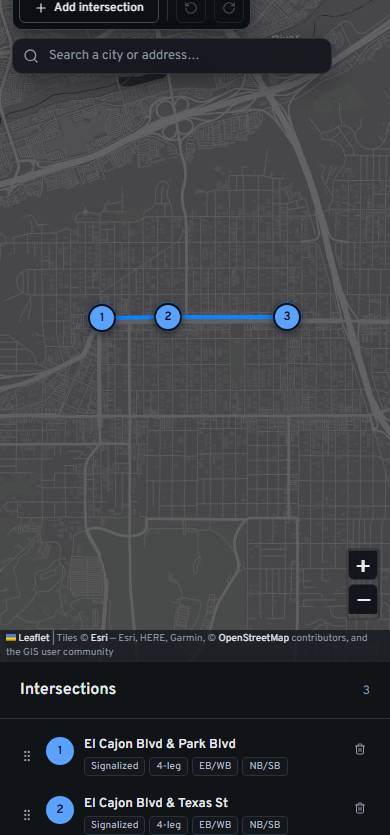 + Add intersection
Search a city or address…
1
2
3
+
−
Leaflet | Tiles © Esri — Esri, HERE, Garmin, © OpenStreetMap contributors, and
the GIS user community
Intersections 3
1 El Cajon Blvd & Park Blvd
Signalized 4-leg EB/WB NB/SB
2 El Cajon Blvd & Texas St
Signalized 4-leg EB/WB NB/SB